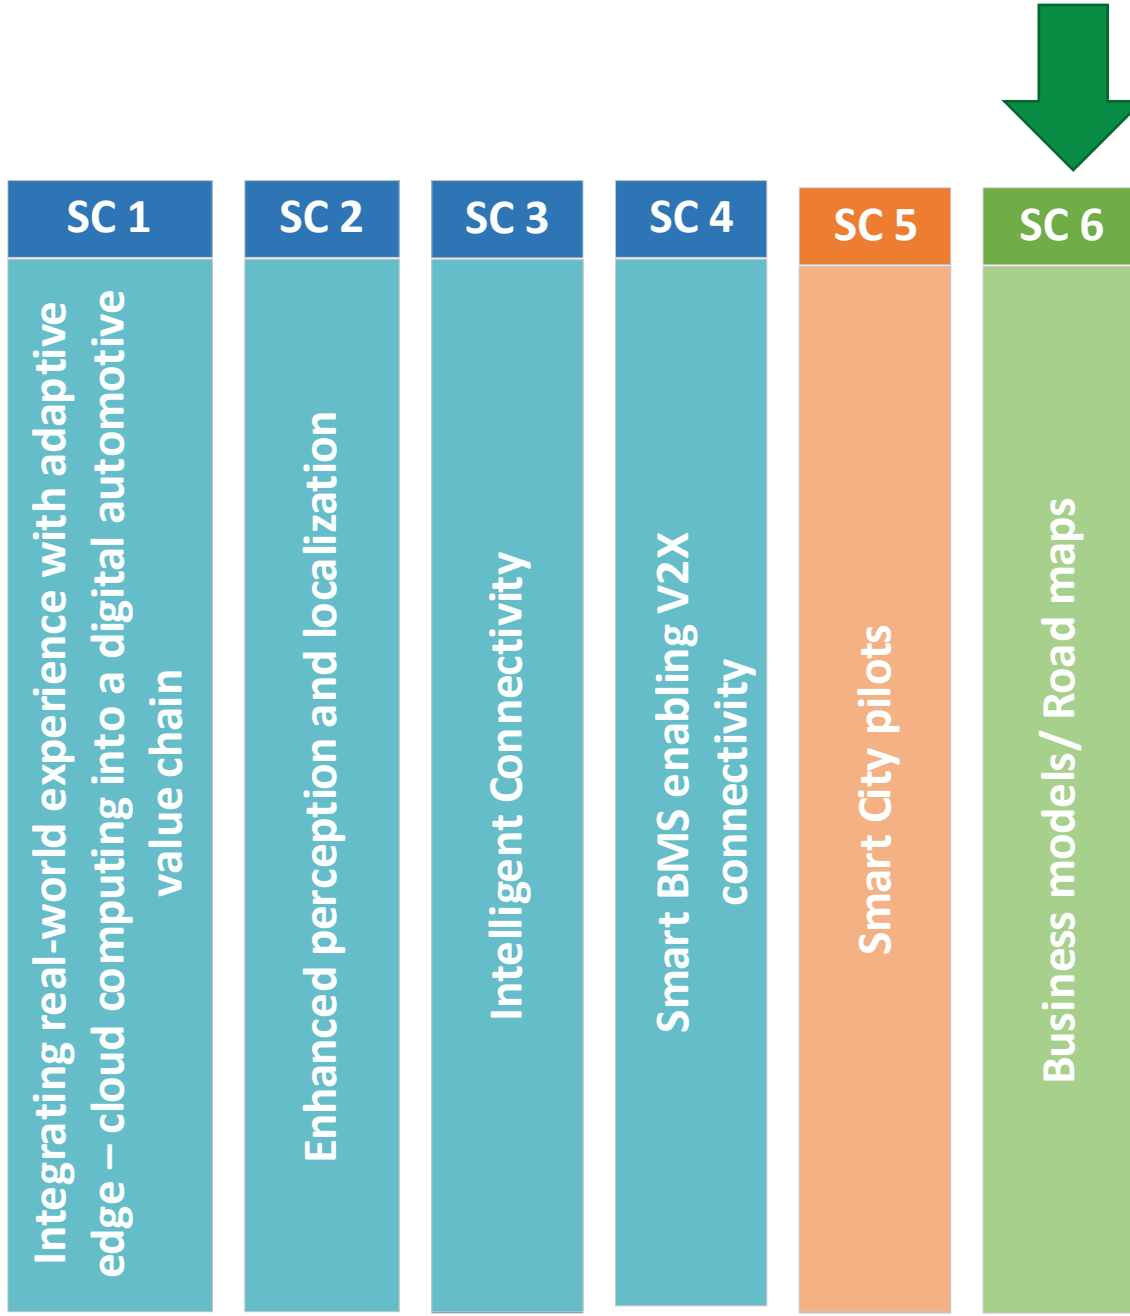 SC 1
Integrating real-world experience with adaptive
edge – cloud computing into a digital automotive
value chain
SC 2
Enhanced perception and localization
SC 3
Intelligent Connectivity
SC 4
Smart BMS enabling V2X
connectivity
SC 5
Smart City pilots
SC 6
Business models/ Road maps